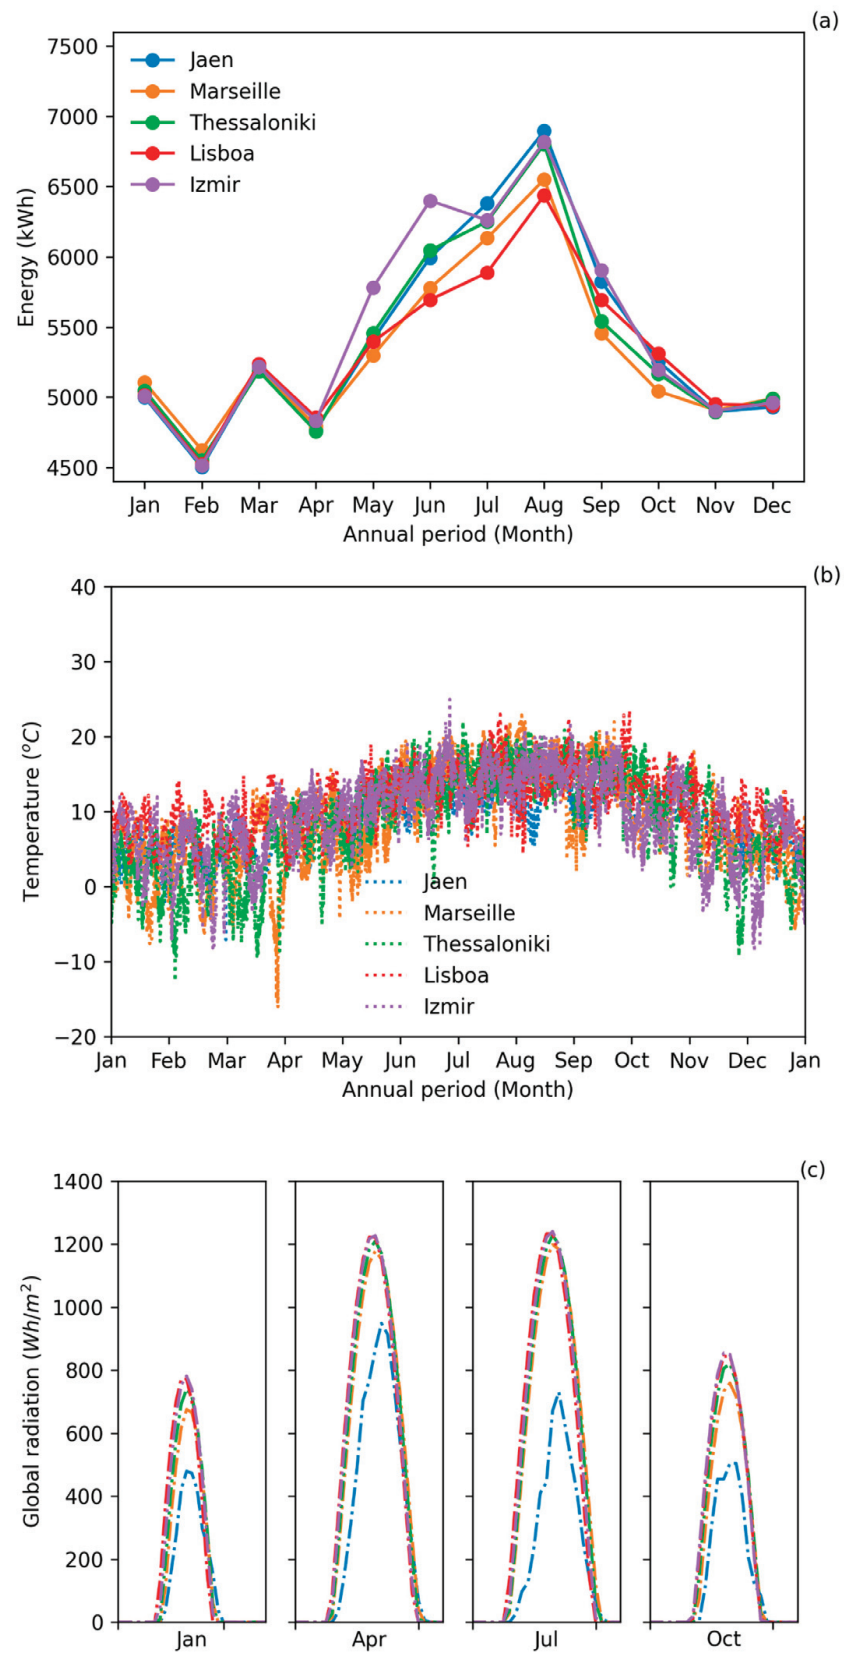 (a)
7500
7000
6500
6000
5500
5000
4500
Energy (kWh)
Jaen
Marseille
Thessaloniki
Lisboa
Izmir
Jan Feb Mar Apr May Jun Jul Aug Sep Oct Nov Dec
Annual period (Month)
(b)
40
30
20
10
0
−10
−20
Temperature (°C)
Jaen
Marseille
Thessaloniki
Lisboa
Izmir
Jan Feb Mar Apr May Jun Jul Aug Sep Oct Nov Dec Jan
Annual period (Month)
(c)
1400
1200
1000
800
600
400
200
0
Global radiation (Wh/m²)
Jan Apr Jul Oct